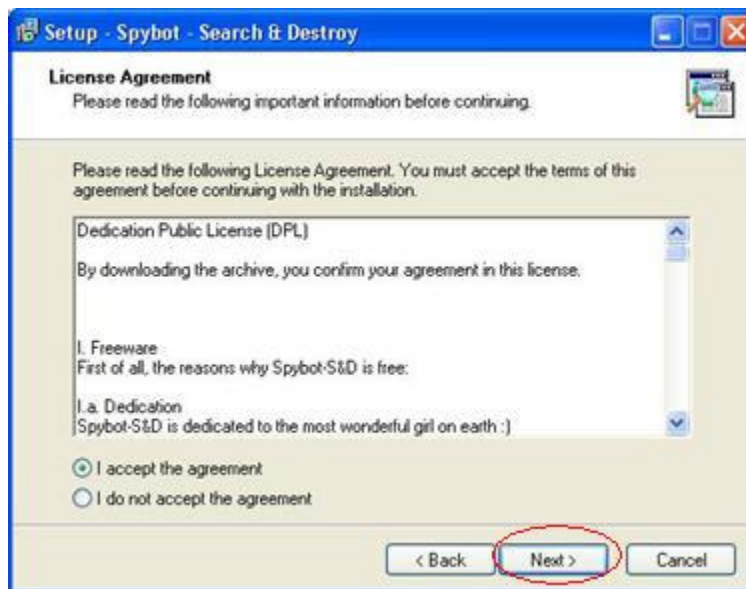 Setup - Spybot - Search & Destroy
License Agreement
Please read the following important information before continuing.
Please read the following License Agreement. You must accept the terms of this
agreement before continuing with the installation.
Dedication Public License (DPL)
By downloading the archive, you confirm your agreement in this license.
I. Freeware
First of all, the reasons why Spybot-S&D is free:
I.a. Dedication
Spybot-S&D is dedicated to the most wonderful girl on earth :)
I accept the agreement
I do not accept the agreement
< Back Next > Cancel